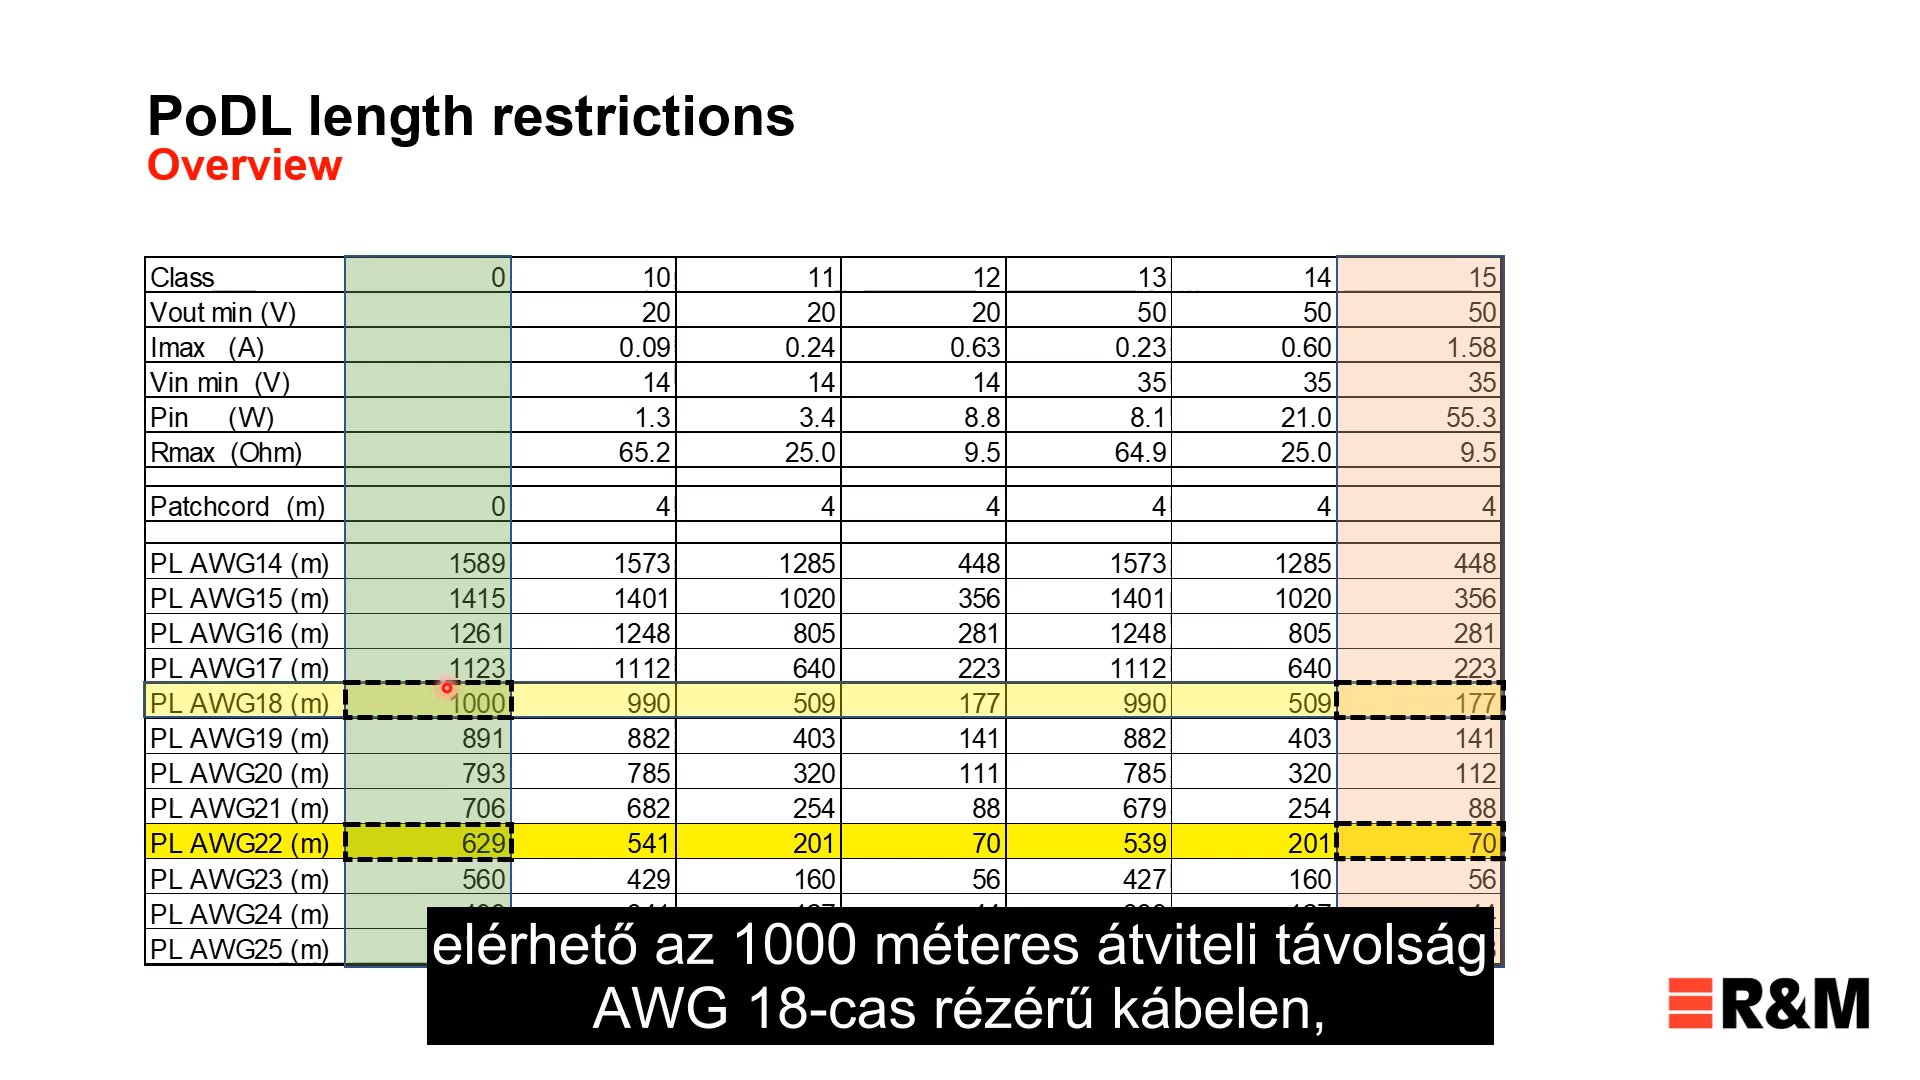 PoDL length restrictions
Overview
Class 0 10 11 12 13 14 15
Vout min (V) 20 20 20 50 50 50
Imax (A) 0.09 0.24 0.63 0.23 0.60 1.58
Vin min (V) 14 14 14 35 35 35
Pin (W) 1.3 3.4 8.8 8.1 21.0 55.3
Rmax (Ohm) 65.2 25.0 9.5 64.9 25.0 9.5
Patchcord (m) 0 4 4 4 4 4 4
PL AWG14 (m) 1589 1573 1285 448 1573 1285 448
PL AWG15 (m) 1415 1401 1020 356 1401 1020 356
PL AWG16 (m) 1261 1248 805 281 1248 805 281
PL AWG17 (m) 1123 1112 640 223 1112 640 223
PL AWG18 (m) 1000 990 509 177 990 509 177
PL AWG19 (m) 891 882 403 141 882 403 141
PL AWG20 (m) 793 785 320 111 785 320 112
PL AWG21 (m) 706 682 254 88 679 254 88
PL AWG22 (m) 629 541 201 70 539 201 70
PL AWG23 (m) 560 429 160 56 427 160 56
PL AWG24 (m)
PL AWG25 (m)
elérhető az 1000 méteres átviteli távolság
AWG 18-cas rézérű kábelen,
R&M